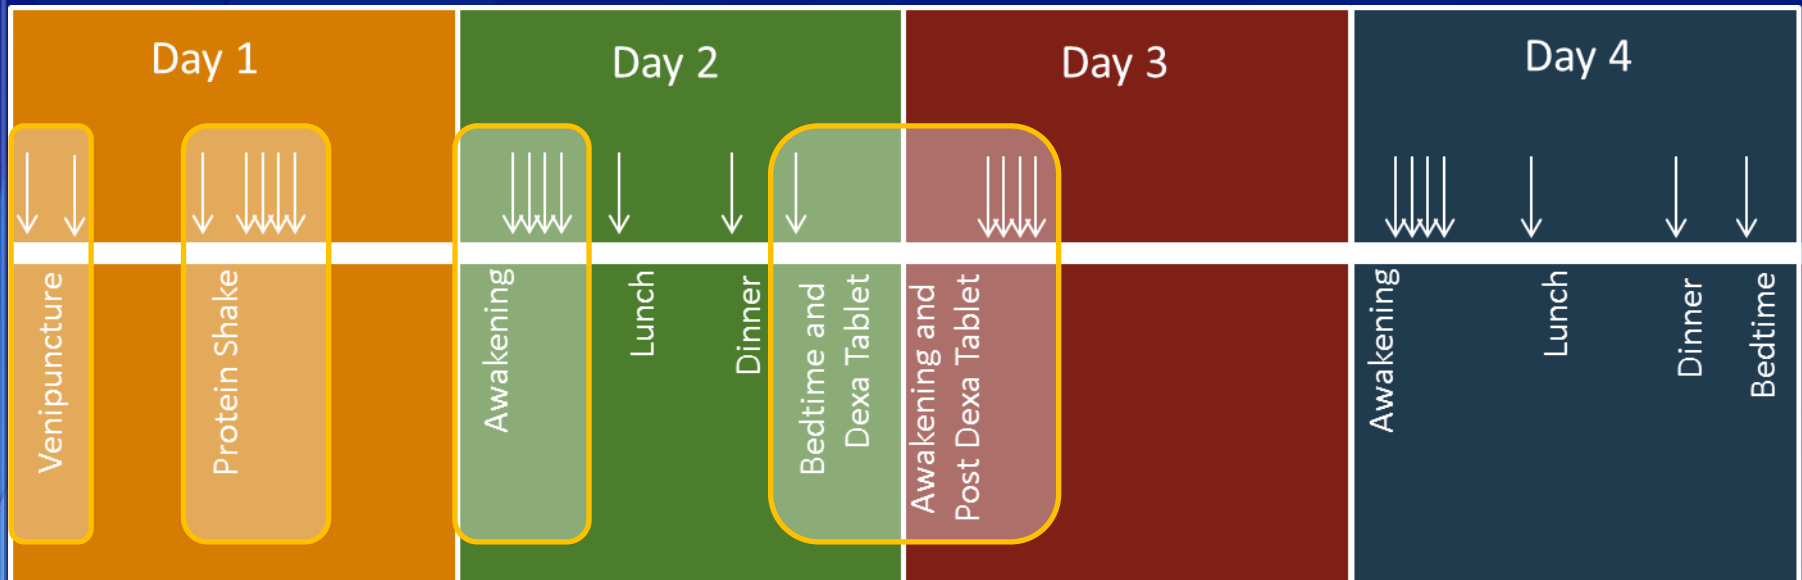 Day 1
Day 2
Day 3
Day 4
Venipuncture
Protein Shake
Awakening
Lunch
Dinner
Bedtime and
Dexa Tablet
Awakening and
Post Dexa Tablet
Awakening
Lunch
Dinner
Bedtime